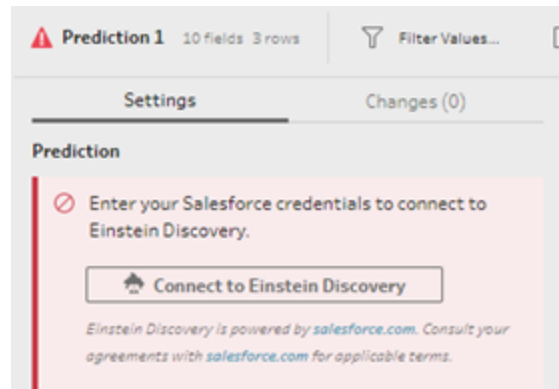 Prediction 1 10 fields 3 rows Filter Values...
Settings Changes (0)
Prediction
Enter your Salesforce credentials to connect to
Einstein Discovery.
Connect to Einstein Discovery
Einstein Discovery is powered by salesforce.com. Consult your
agreements with salesforce.com for applicable terms.